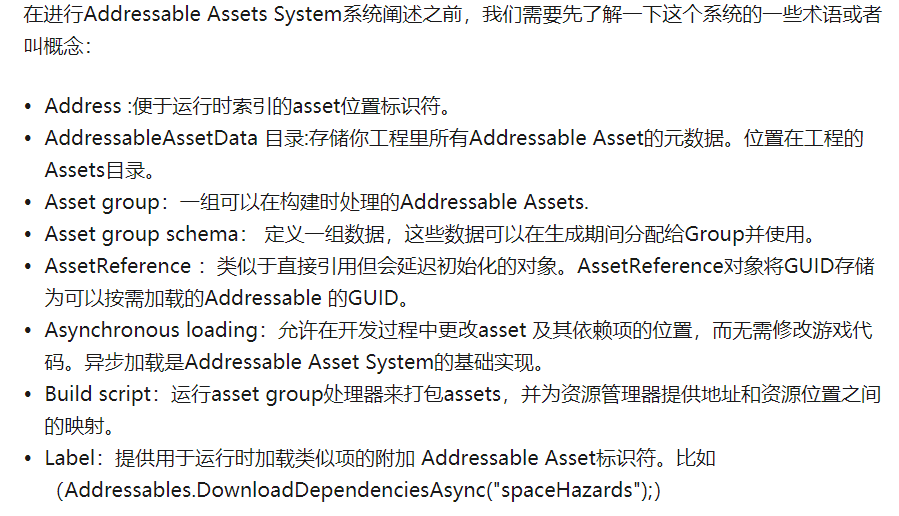 在进行Addressable Assets System系统阐述之前，我们需要先了解一下这个系统的一些术语或者
叫概念：
• Address :便于运行时索引的asset位置标识符。
• AddressableAssetData 目录:存储你工程里所有Addressable Asset的元数据。位置在工程的
Assets目录。
• Asset group：一组可以在构建时处理的Addressable Assets.
• Asset group schema： 定义一组数据，这些数据可以在生成期间分配给Group并使用。
• AssetReference ：类似于直接引用但会延迟初始化的对象。AssetReference对象将GUID存储
为可以按需加载的Addressable 的GUID。
• Asynchronous loading：允许在开发过程中更改asset 及其依赖项的位置，而无需修改游戏代
码。异步加载是Addressable Asset System的基础实现。
• Build script：运行asset group处理器来打包assets，并为资源管理器提供地址和资源位置之间
的映射。
• Label：提供用于运行时加载类似项的附加 Addressable Asset标识符。比如
（Addressables.DownloadDependenciesAsync("spaceHazards");）